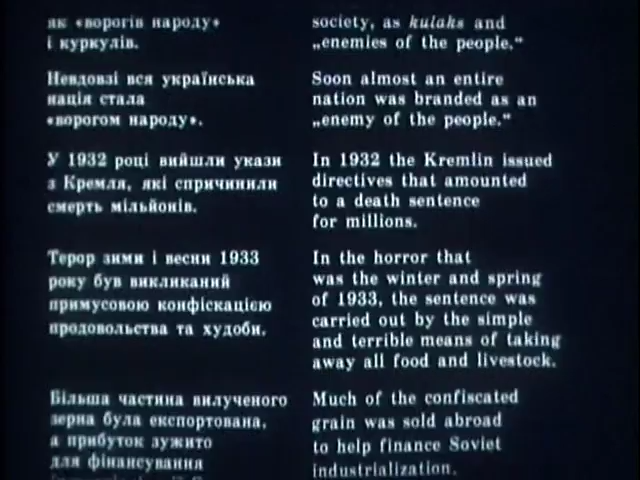 як «ворогів народу»
і куркулів.
Невдовзі вся українська
нація стала
«ворогом народу».
У 1932 році вийшли укази
з Кремля, які спричинили
смерть мільйонів.
Терор зими і весни 1933
року був викликаний
примусовою конфіскацією
продовольства та худоби.
Більша частина вилученого
зерна була експортована,
а прибуток зужито
для фінансування
society, as kulaks and
„enemies of the people.“
Soon almost an entire
nation was branded as an
„enemy of the people.“
In 1932 the Kremlin issued
directives that amounted
to a death sentence
for millions.
In the horror that
was the winter and spring
of 1933, the sentence was
carried out by the simple
and terrible means of taking
away all food and livestock.
Much of the confiscated
grain was sold abroad
to help finance Soviet
industrialization.